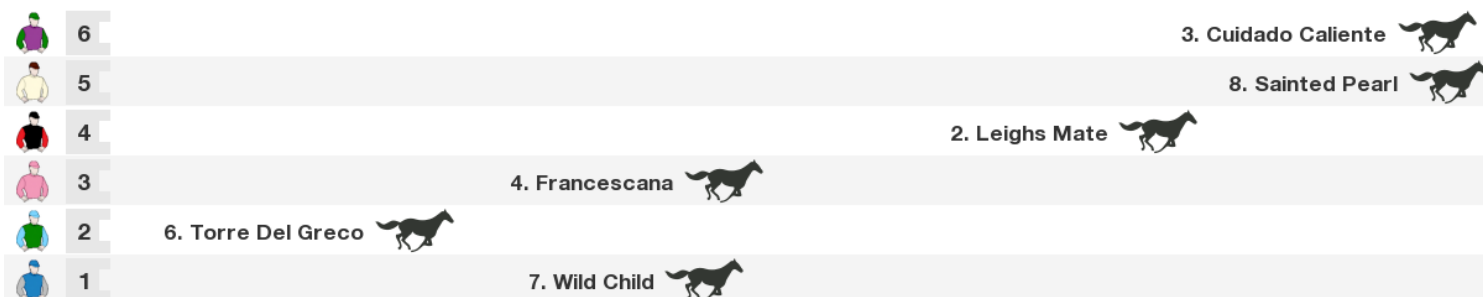 6 3. Cuidado Caliente
5 8. Sainted Pearl
4 2. Leighs Mate
3 4. Francescana
2 6. Torre Del Greco
1 7. Wild Child